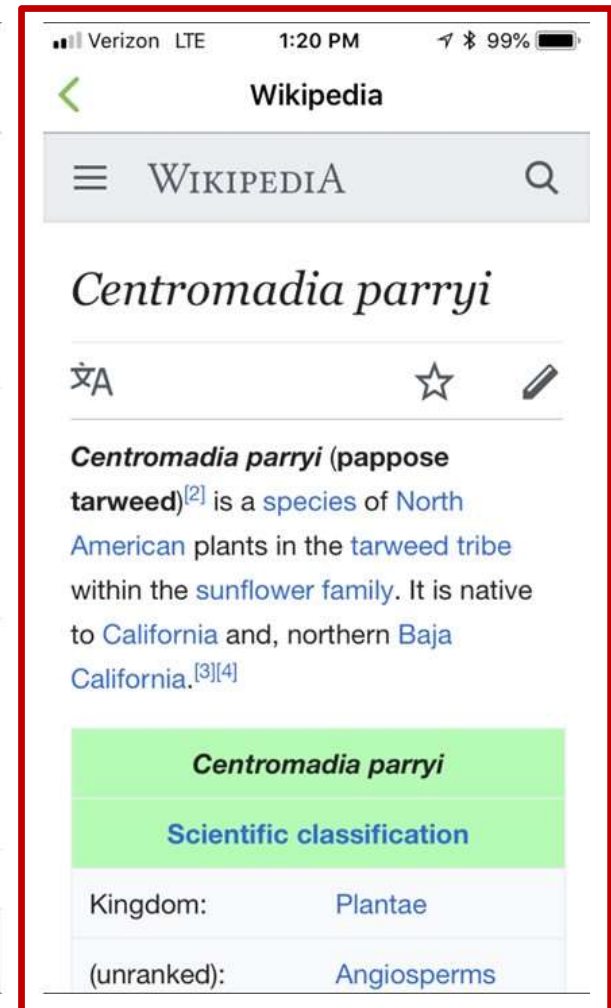 Verizon LTE 1:20 PM 99%
Wikipedia
WIKIPEDIA
Centromadia parryi
文A
Centromadia parryi (pappose
tarweed)[2] is a species of North
American plants in the tarweed tribe
within the sunflower family. It is native
to California and, northern Baja
California.[3][4]
Centromadia parryi
Scientific classification
Kingdom: Plantae
(unranked): Angiosperms